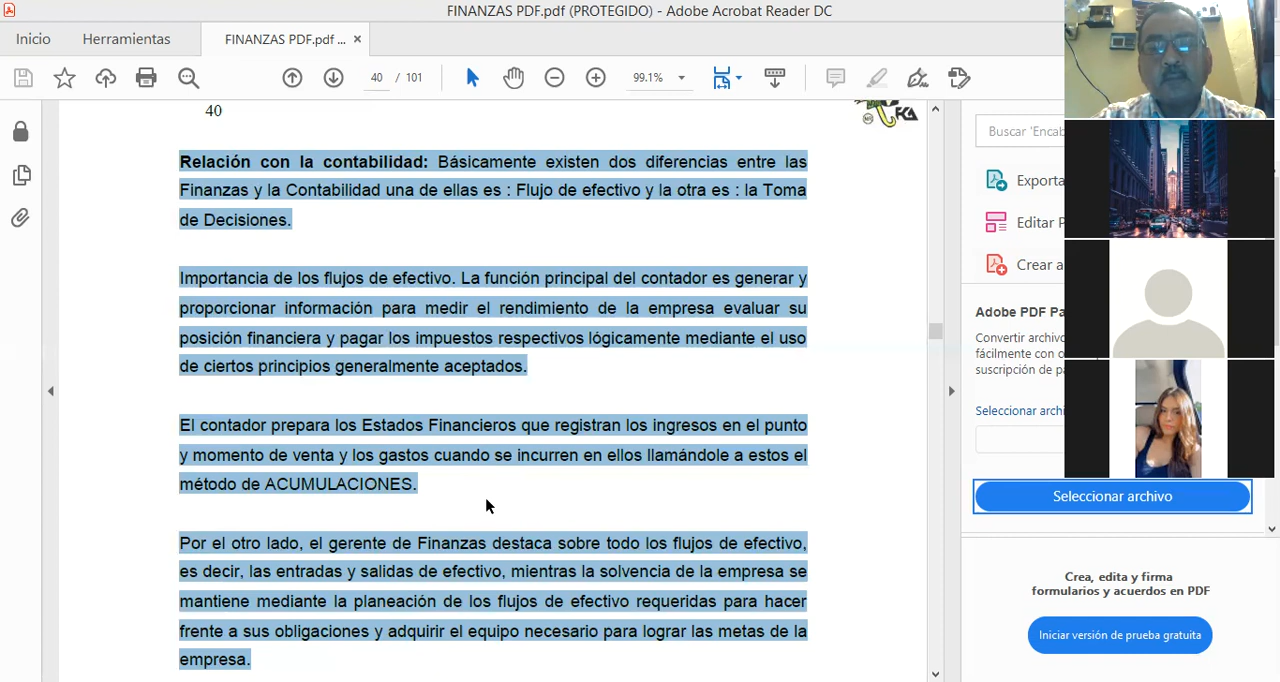 FINANZAS PDF.pdf (PROTEGIDO) - Adobe Acrobat Reader DC
Inicio
Herramientas
FINANZAS PDF.pdf ... ×
40 / 101
99.1%
40
FCA
Relación con la contabilidad: Básicamente existen dos diferencias entre las
Finanzas y la Contabilidad una de ellas es : Flujo de efectivo y la otra es : la Toma
de Decisiones.
Importancia de los flujos de efectivo. La función principal del contador es generar y
proporcionar información para medir el rendimiento de la empresa evaluar su
posición financiera y pagar los impuestos respectivos lógicamente mediante el uso
de ciertos principios generalmente aceptados.
El contador prepara los Estados Financieros que registran los ingresos en el punto
y momento de venta y los gastos cuando se incurren en ellos llamándole a estos el
método de ACUMULACIONES.
Por el otro lado, el gerente de Finanzas destaca sobre todo los flujos de efectivo,
es decir, las entradas y salidas de efectivo, mientras la solvencia de la empresa se
mantiene mediante la planeación de los flujos de efectivo requeridas para hacer
frente a sus obligaciones y adquirir el equipo necesario para lograr las metas de la
empresa.
Buscar 'Encab
Exporta
Editar P
Crear a
Adobe PDF Pa
Convertir archivo
fácilmente con o
suscripción de pa
Seleccionar archi
Seleccionar archivo
Crea, edita y firma
formularios y acuerdos en PDF
Iniciar versión de prueba gratuita